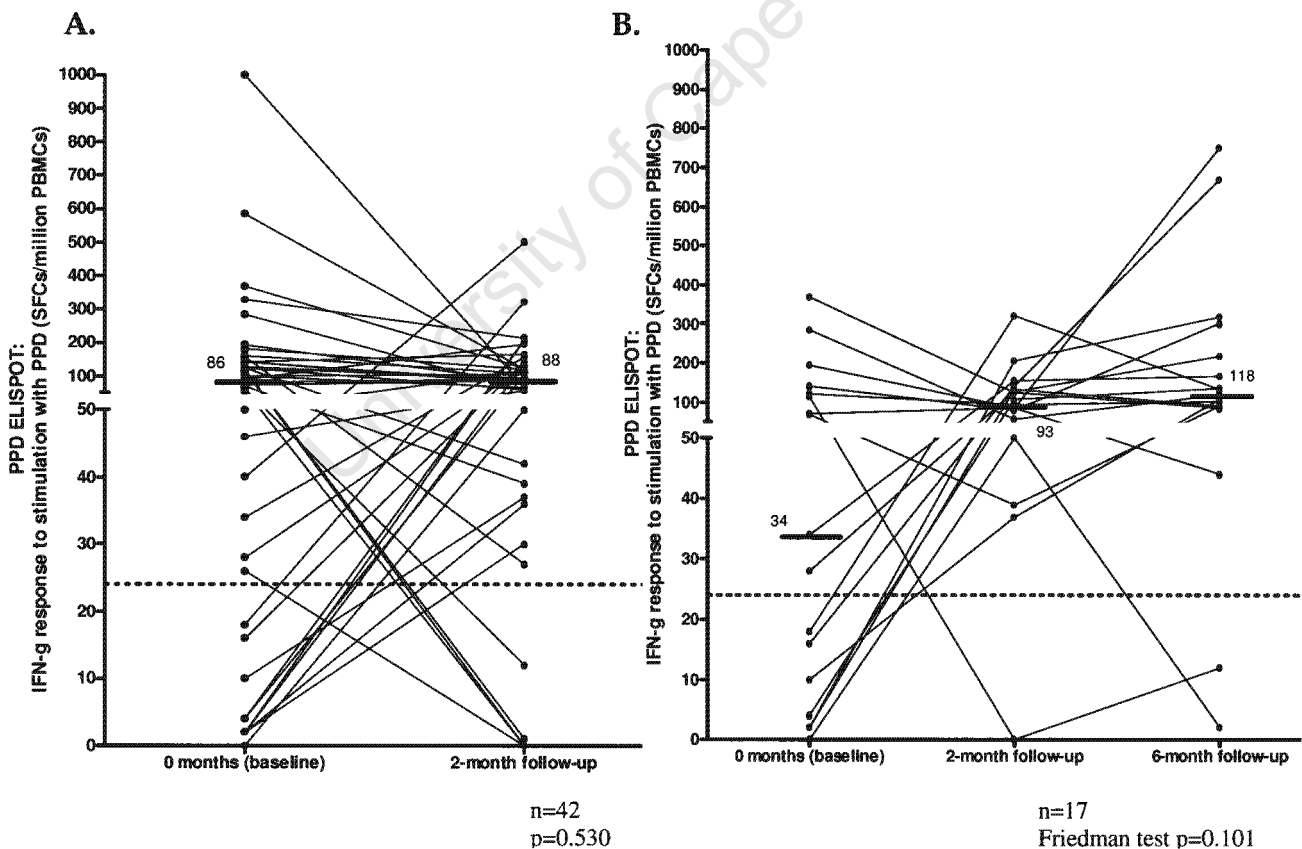 A.
PPD ELISPOT:
IFN-g response to stimulation with PPD (SFCs/million PBMCs)
1000
900
800
700
600
500
400
300
200
100
50
40
30
20
10
0
86
88
0 months (baseline)
2-month follow-up
n=42
p=0.530
B.
PPD ELISPOT:
IFN-g response to stimulation with PPD (SFCs/million PBMCs)
1000
900
800
700
600
500
400
300
200
100
50
40
30
20
10
0
34
93
118
0 months (baseline)
2-month follow-up
6-month follow-up
n=17
Friedman test p=0.101
University of Cape